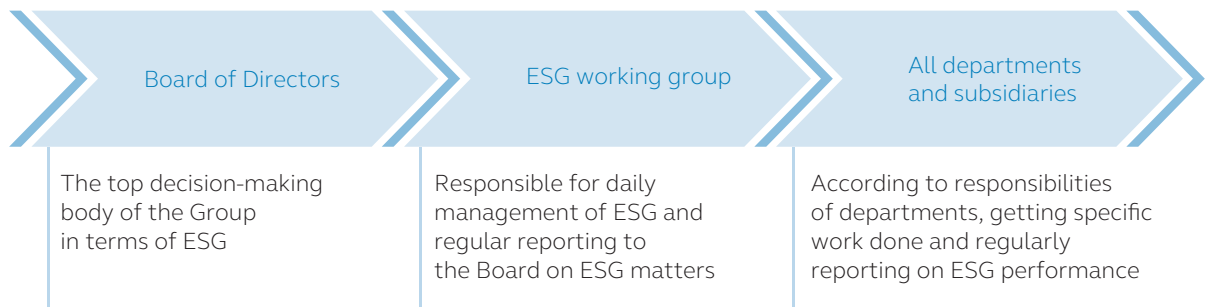 Board of Directors
The top decision-making
body of the Group
in terms of ESG
ESG working group
Responsible for daily
management of ESG and
regular reporting to
the Board on ESG matters
All departments
and subsidiaries
According to responsibilities
of departments, getting specific
work done and regularly
reporting on ESG performance